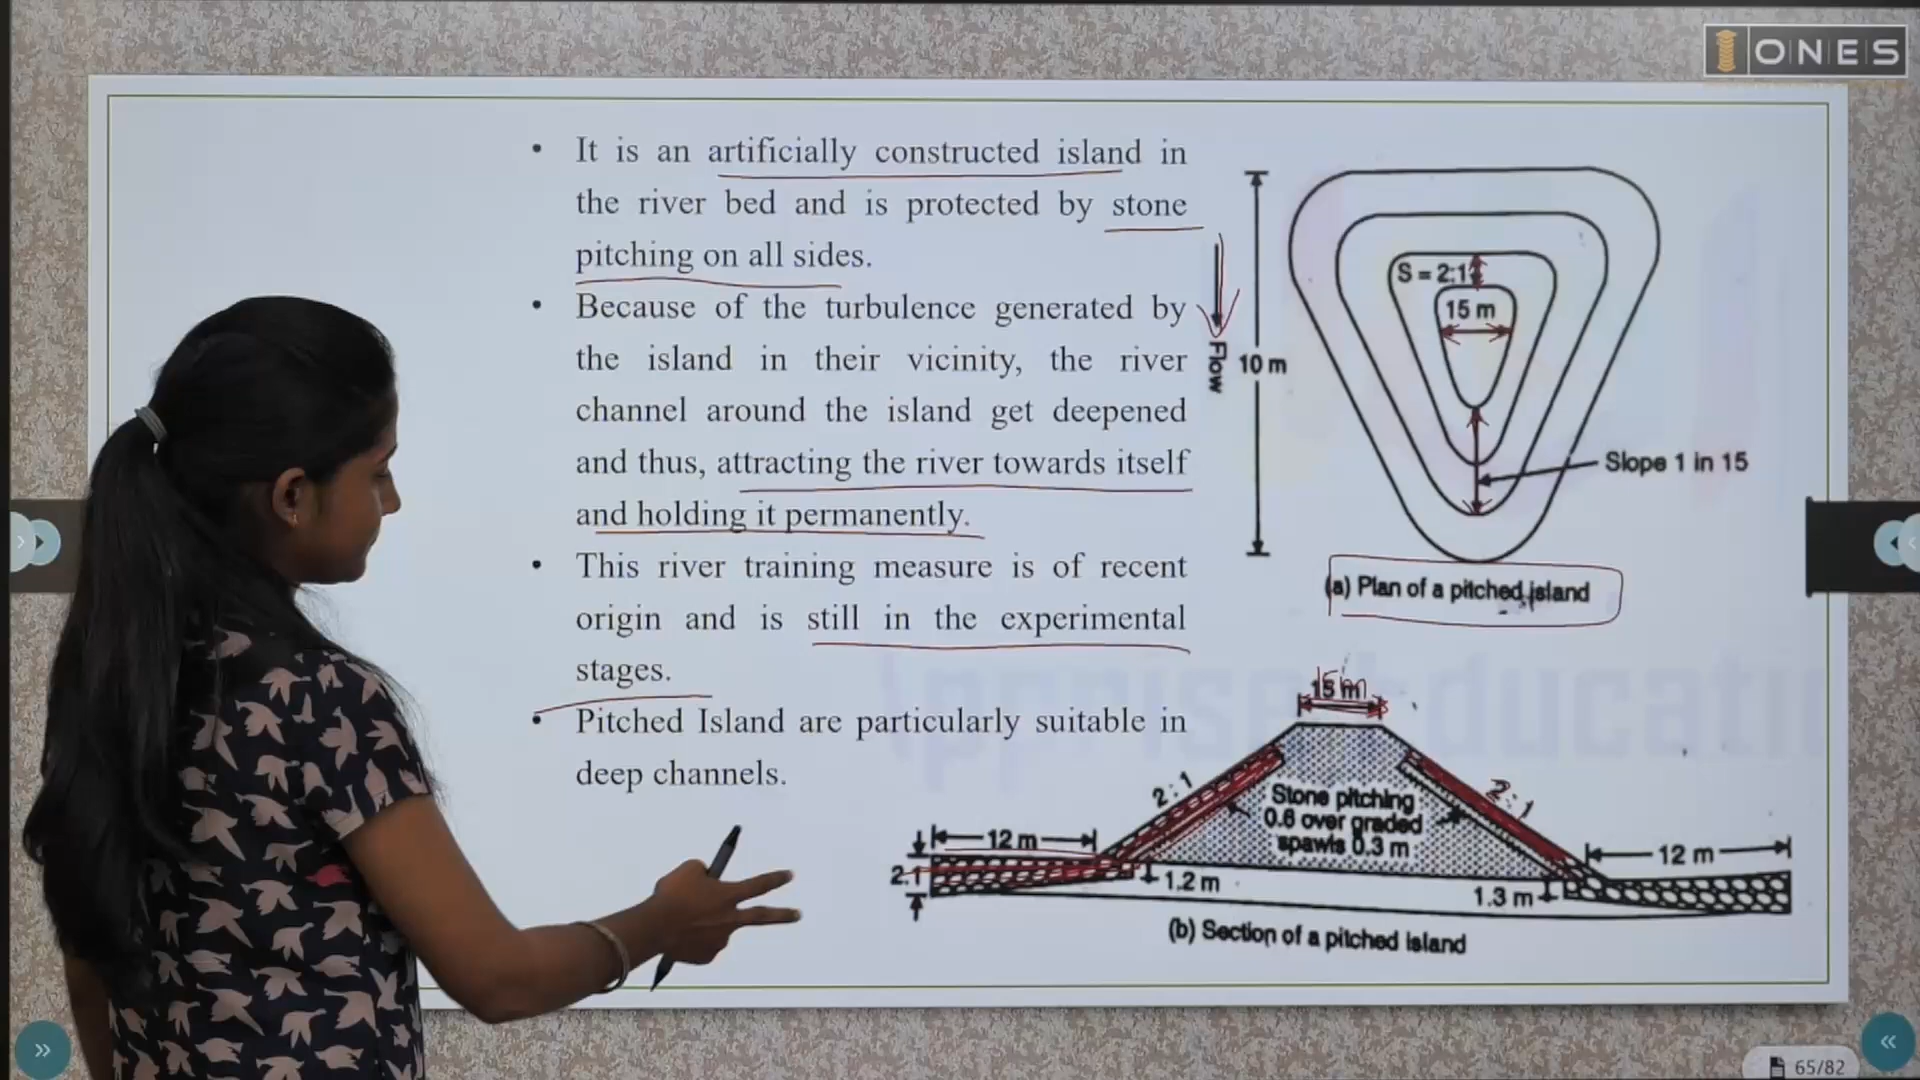 IONES
• It is an artificially constructed island in
the river bed and is protected by stone
pitching on all sides.
• Because of the turbulence generated by
the island in their vicinity, the river
channel around the island get deepened
and thus, attracting the river towards itself
and holding it permanently.
• This river training measure is of recent
origin and is still in the experimental
stages.
• Pitched Island are particularly suitable in
deep channels.
Flow
10 m
S = 2:1
15 m
Slope 1 in 15
(a) Plan of a pitched island
15 m
2:1
2:1
Stone pitching
0.6 over graded
spawls 0.3 m
12 m
12 m
2.1
1.2 m
1.3 m
(b) Section of a pitched island
65/82